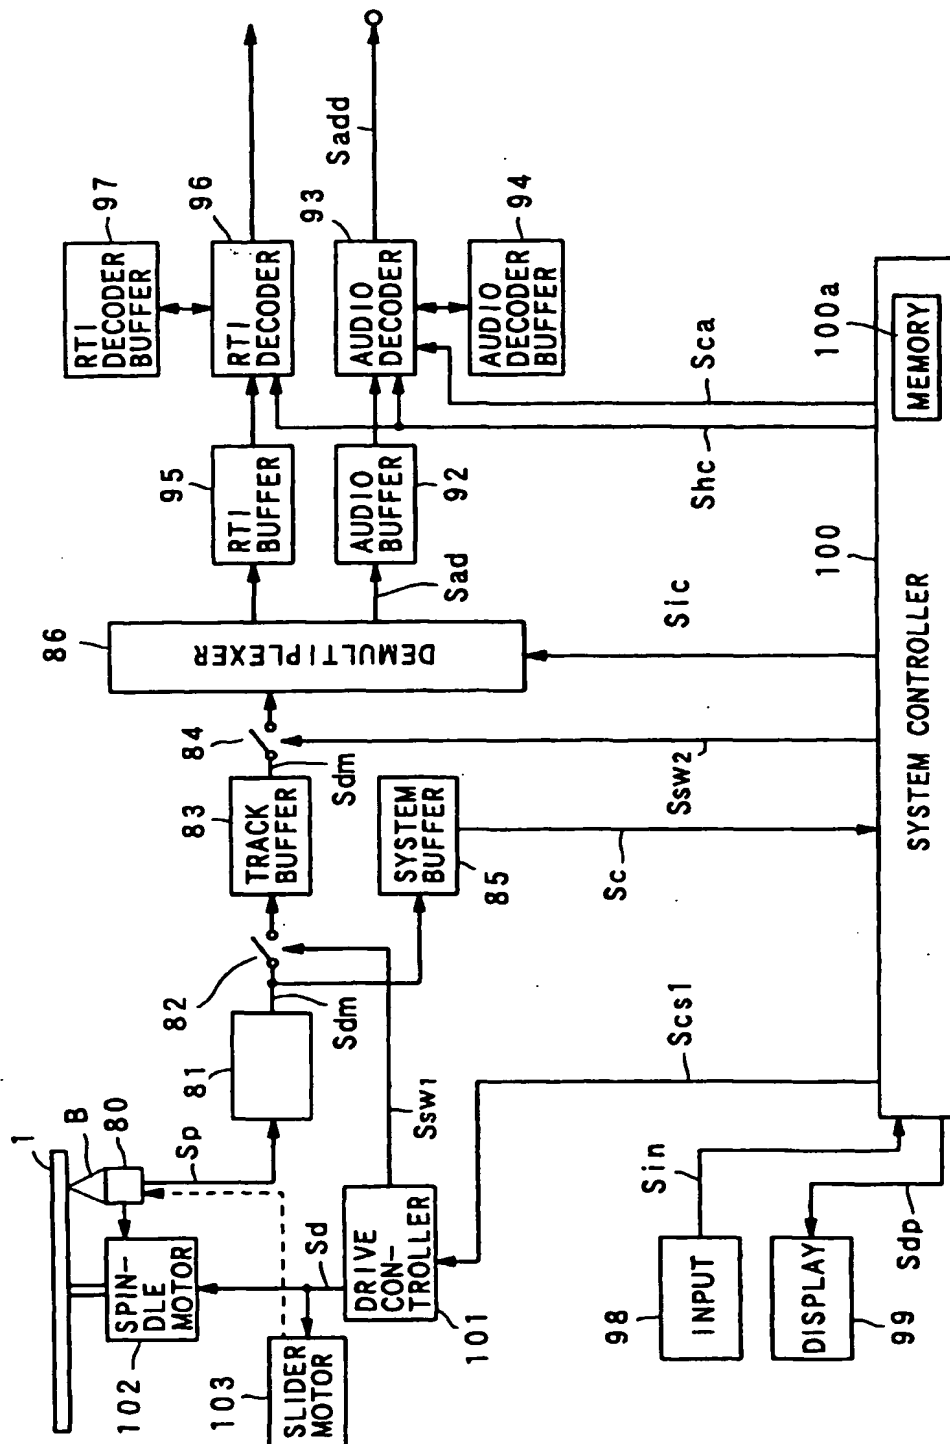 1
B
80
Sp
SPIN-
DLE
MOTOR
102
103
SLIDER
MOTOR
Sd
DRIVE
CON-
TROLLER
101
Ssw1
81
82
Sdm
83
TRACK
BUFFER
84
Sdm
SYSTEM
BUFFER
85
86
DEMULTIPLEXER
Sad
95
RTI
BUFFER
AUDIO
BUFFER
92
97
RTI
DECODER
BUFFER
96
RTI
DECODER
93
AUDIO
DECODER
94
AUDIO
DECODER
BUFFER
Sadd
98
INPUT
Sin
DISPLAY
99
Sdp
Scs1
Sc
Ssw2
Sic
Shc
Sca
100
SYSTEM CONTROLLER
100a
MEMORY